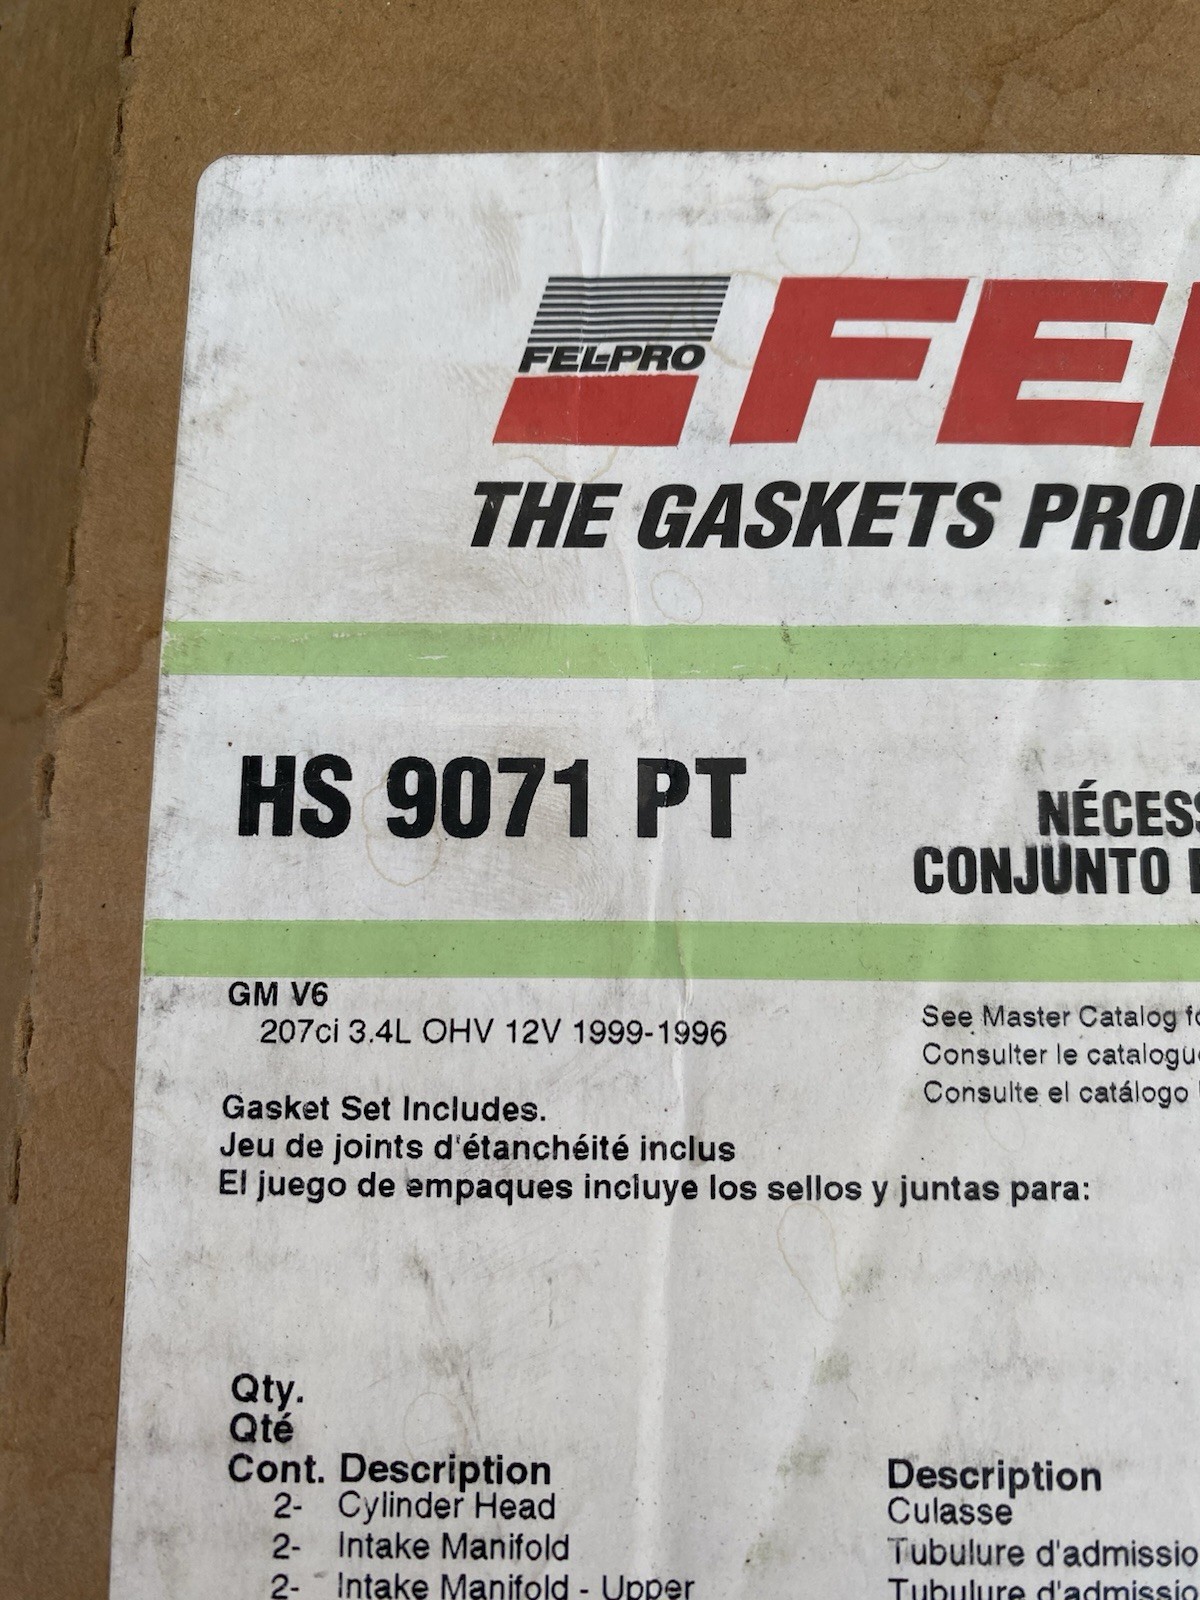 FEL-PRO
FE
THE GASKETS
HS 9071 PT
CONJUNTO
GM V6
207ci 3.4L OHV 12V 1999-1996
See Master Catalog
Consulter le
Consulte el catálogo
Gasket Set Includes.
Jeu de joints d'étanchéité inclus
El juego de empaques incluye los sellos y juntas para:
Qty.
Qté
Cont. Description
Description
2- Cylinder Head
Culasse
2- Intake Manifold
Tubulure
2- Intake Manifold - Upper
Tubulure